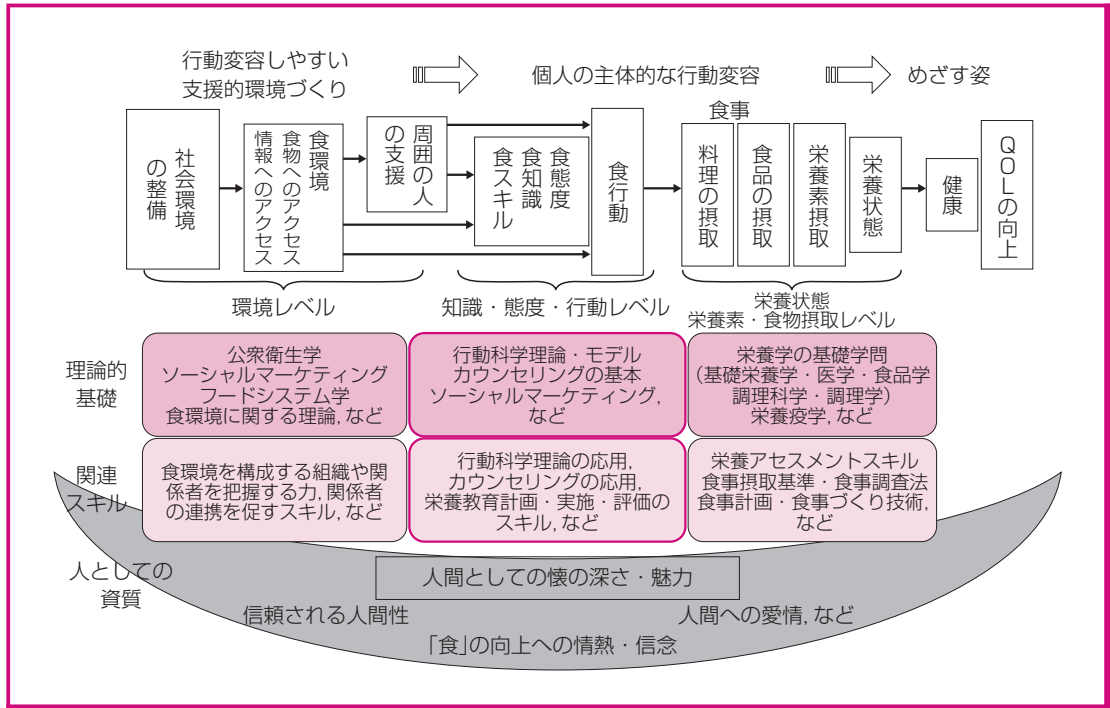 行動変容しやすい
支援的環境づくり
個人の主体的な行動変容
めざす姿
社会環境
の整備
食環境
食物へのアクセス
情報へのアクセス
周囲の人
の支援
食態度
食知識
食スキル
食行動
食事
料理の摂取
食品の摂取
栄養素摂取
栄養状態
健康
QOLの向上
環境レベル
知識・態度・行動レベル
栄養状態
栄養素・食物摂取レベル
理論的
基礎
公衆衛生学
ソーシャルマーケティング
フードシステム学
食環境に関する理論,など
行動科学理論・モデル
カウンセリングの基本
ソーシャルマーケティング,
など
栄養学の基礎学問
(基礎栄養学・医学・食品学
調理科学・調理学)
栄養疫学,など
関連
スキル
食環境を構成する組織や関
係者を把握する力,関係者
の連携を促すスキル,など
行動科学理論の応用,
カウンセリングの応用,
栄養教育計画・実施・評価の
スキル,など
栄養アセスメントスキル
食事摂取基準・食事調査法
食事計画・食事づくり技術,
など
人としての
資質
人間としての懐の深さ・魅力
信頼される人間性
人間への愛情,など
「食」の向上への情熱・信念